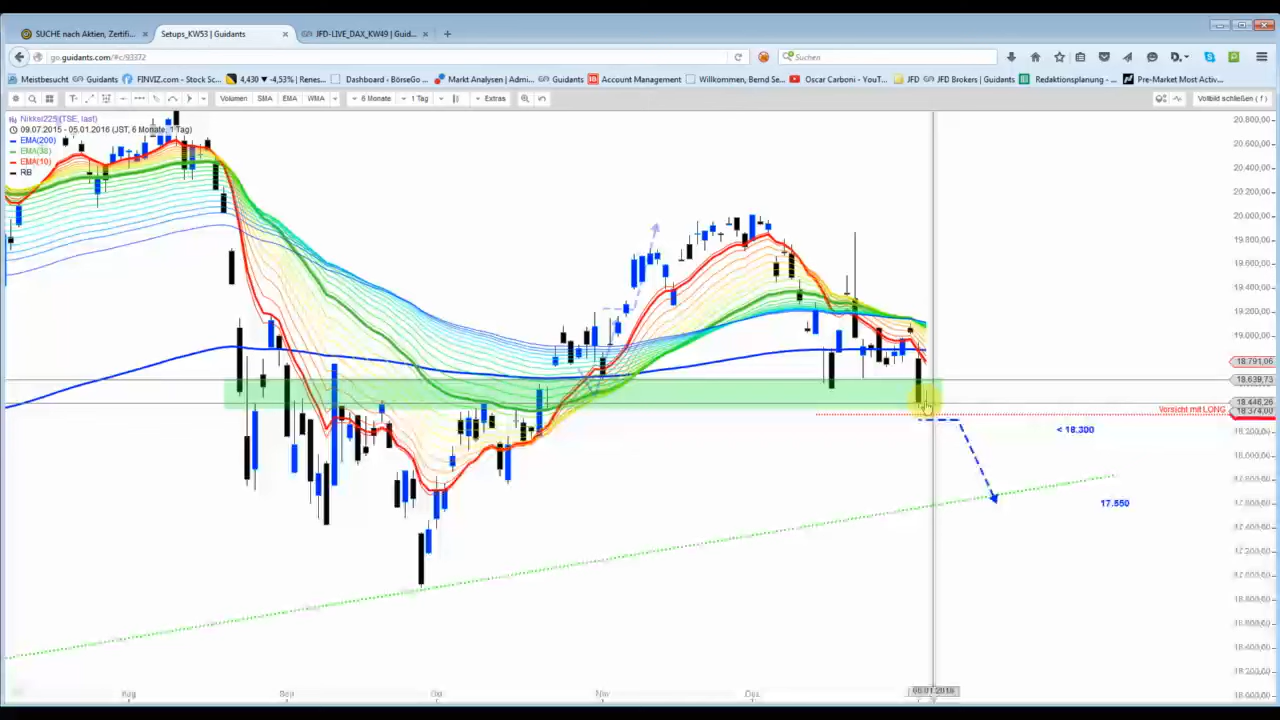 SUCHE nach Aktien, Zertifi... × Setups_KW53 | Guidants × JFD-LIVE_DAX_KW49 | Guid... × +
go.guidants.com/#c/93372 Suchen
Meistbesucht Guidants FINVIZ.com - Stock Sc... 4,430 ▼ -4,53% | Renes... Dashboard ‹ BörseGo ... Markt Analysen | Admi... Guidants Account Management Willkommen, Bernd Se... Oscar Carboni - YouT... JFD JFD Brokers | Guidants Redaktionsplanung - ... Pre-Market Most Activ...
Volumen SMA EMA WMA 6 Monate 1 Tag Extras Vollbild schließen ( f )
Nikkei225 (TSE, last)
09.07.2015 - 05.01.2016 (JST, 6 Monate, 1 Tag)
EMA(200)
EMA(38)
EMA(10)
RB
20.800,00
20.600,00
20.400,00
20.200,00
20.000,00
19.800,00
19.600,00
19.400,00
19.200,00
19.000,00
18.791,06
18.639,73
18.446,26
Vorsicht mit LONG 18.374,00
< 18.300
18.200,00
18.000,00
17.550
Aug Sep Okt Nov Dez